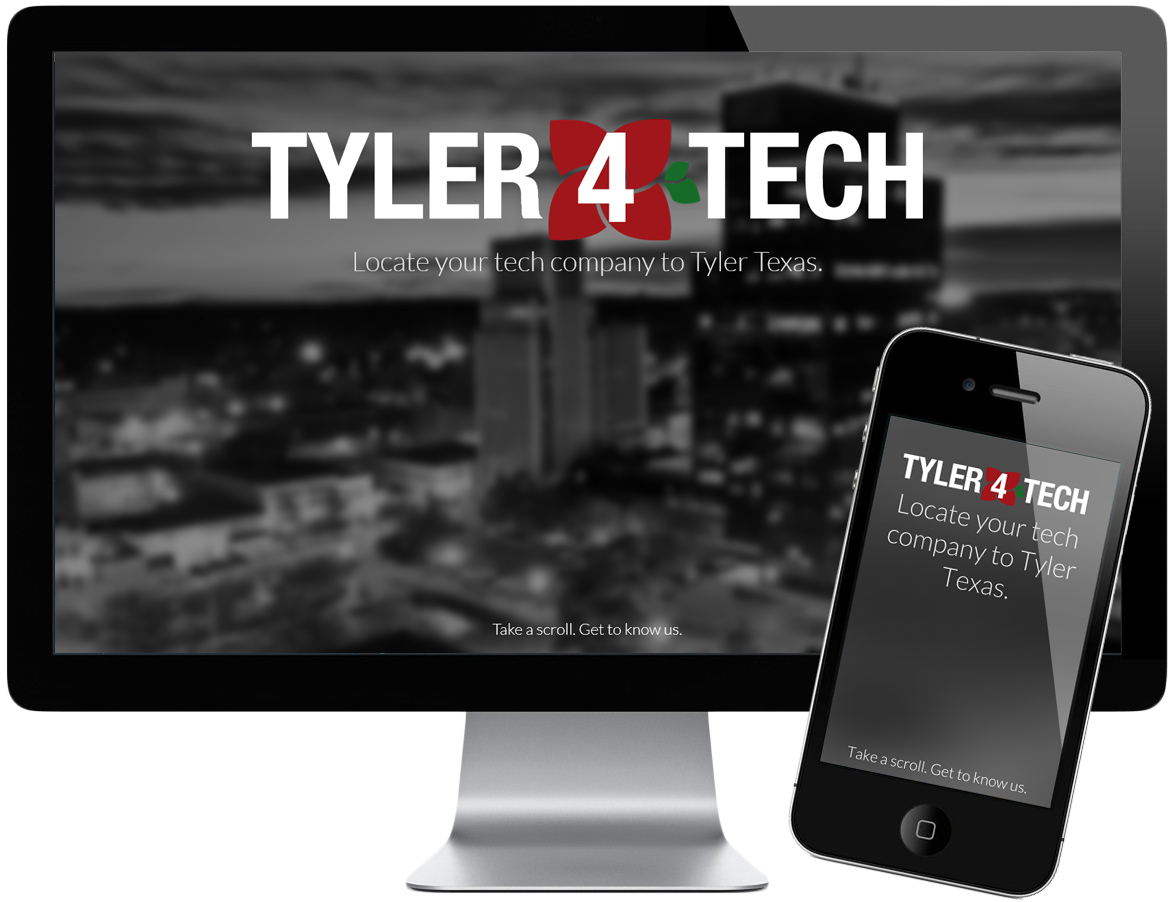 TYLER 4 TECH
Locate your tech company to Tyler Texas.
Take a scroll. Get to know us.
TYLER 4 TECH
Locate your tech
company to Tyler
Texas.
Take a scroll. Get to know us.